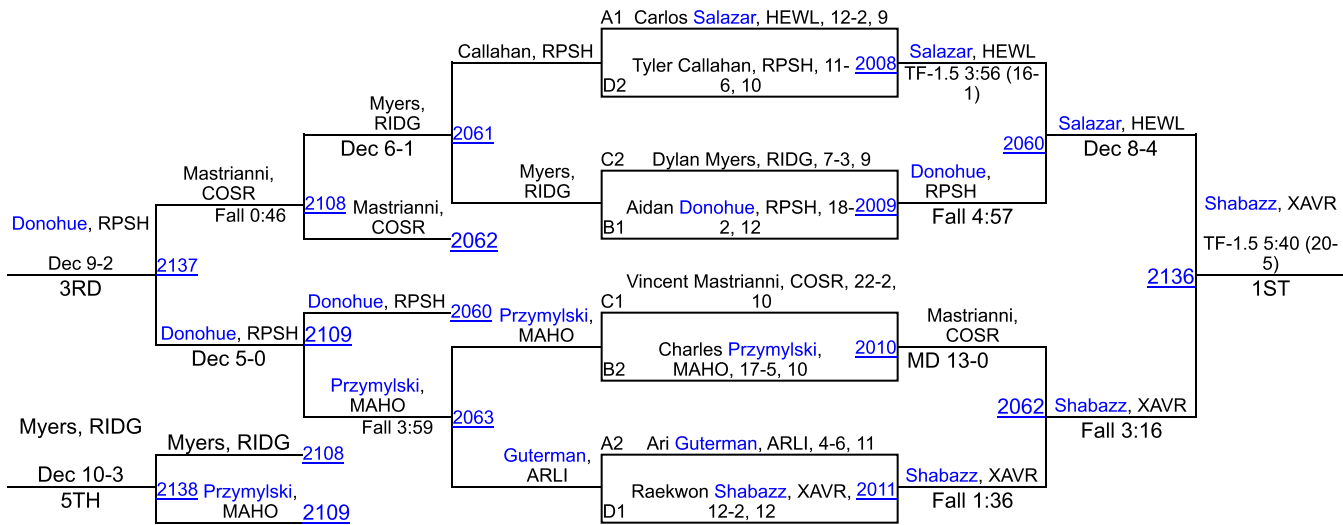 A1 Carlos Salazar, HEWL, 12-2, 9
Callahan, RPSH
Tyler Callahan, RPSH, 11-
6, 10
D2
2008
Salazar, HEWL
TF-1.5 3:56 (16-
1)
Myers,
RIDG
Dec 6-1
2061
2060
Salazar, HEWL
Dec 8-4
C2 Dylan Myers, RIDG, 7-3, 9
Myers,
RIDG
Aidan Donohue, RPSH, 18-
2, 12
B1
2009
Donohue,
RPSH
Fall 4:57
Mastrianni,
COSR
Fall 0:46
2108
Mastrianni,
COSR
2062
Donohue, RPSH
Dec 9-2
3RD
2137
Shabazz, XAVR
TF-1.5 5:40 (20-
5)
1ST
2136
Vincent Mastrianni, COSR, 22-2,
10
C1
Donohue, RPSH
2060
Przymylski,
MAHO
Charles Przymylski,
MAHO, 17-5, 10
B2
2010
Mastrianni,
COSR
MD 13-0
Donohue, RPSH
Dec 5-0
2109
Przymylski,
MAHO
Fall 3:59
2063
2062
Shabazz, XAVR
Fall 3:16
A2 Ari Guterman, ARLI, 4-6, 11
Guterman,
ARLI
Raekwon Shabazz, XAVR,
12-2, 12
D1
2011
Shabazz, XAVR
Fall 1:36
Myers, RIDG
Dec 10-3
5TH
Myers, RIDG
2108
2138
Przymylski,
MAHO
2109